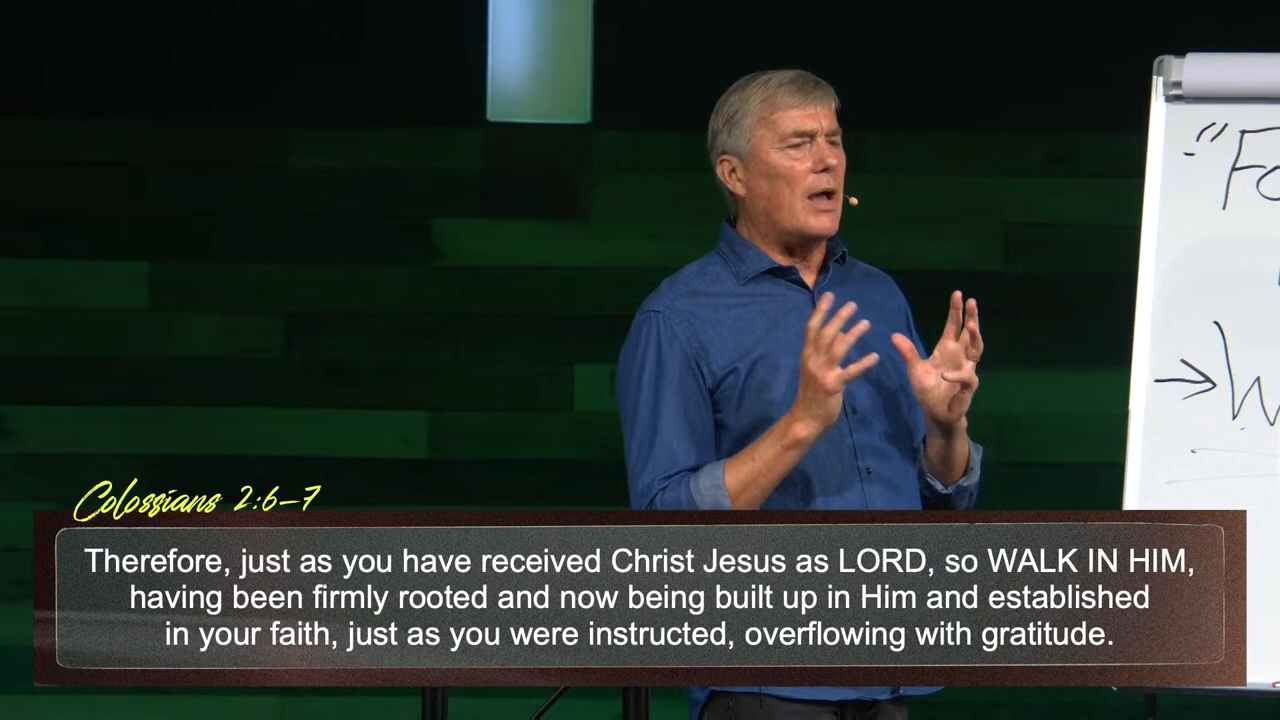 "Fo
→W
Colossians 2:6–7
Therefore, just as you have received Christ Jesus as LORD, so WALK IN HIM,
having been firmly rooted and now being built up in Him and established
in your faith, just as you were instructed, overflowing with gratitude.